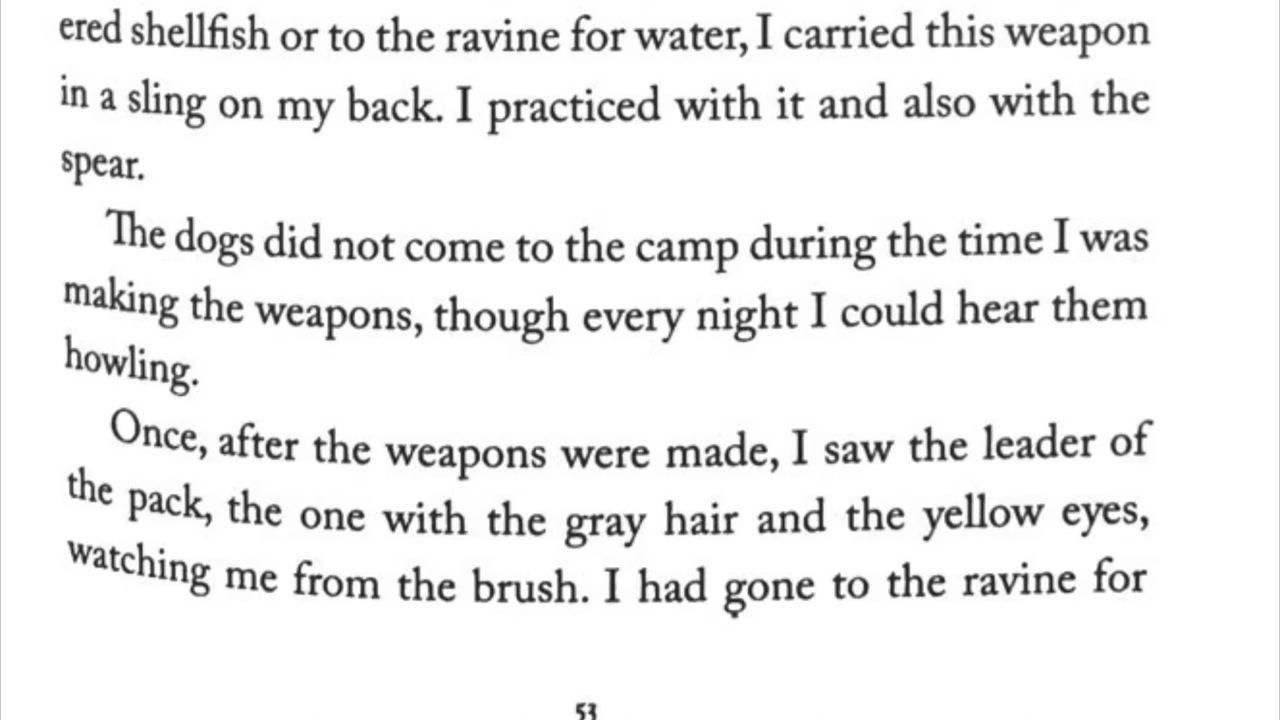 ered shellfish or to the ravine for water, I carried this weapon
in a sling on my back. I practiced with it and also with the
spear.
The dogs did not come to the camp during the time I was
making the weapons, though every night I could hear them
howling.
Once, after the weapons were made, I saw the leader of
the pack, the one with the gray hair and the yellow eyes,
watching me from the brush. I had gone to the ravine for
53